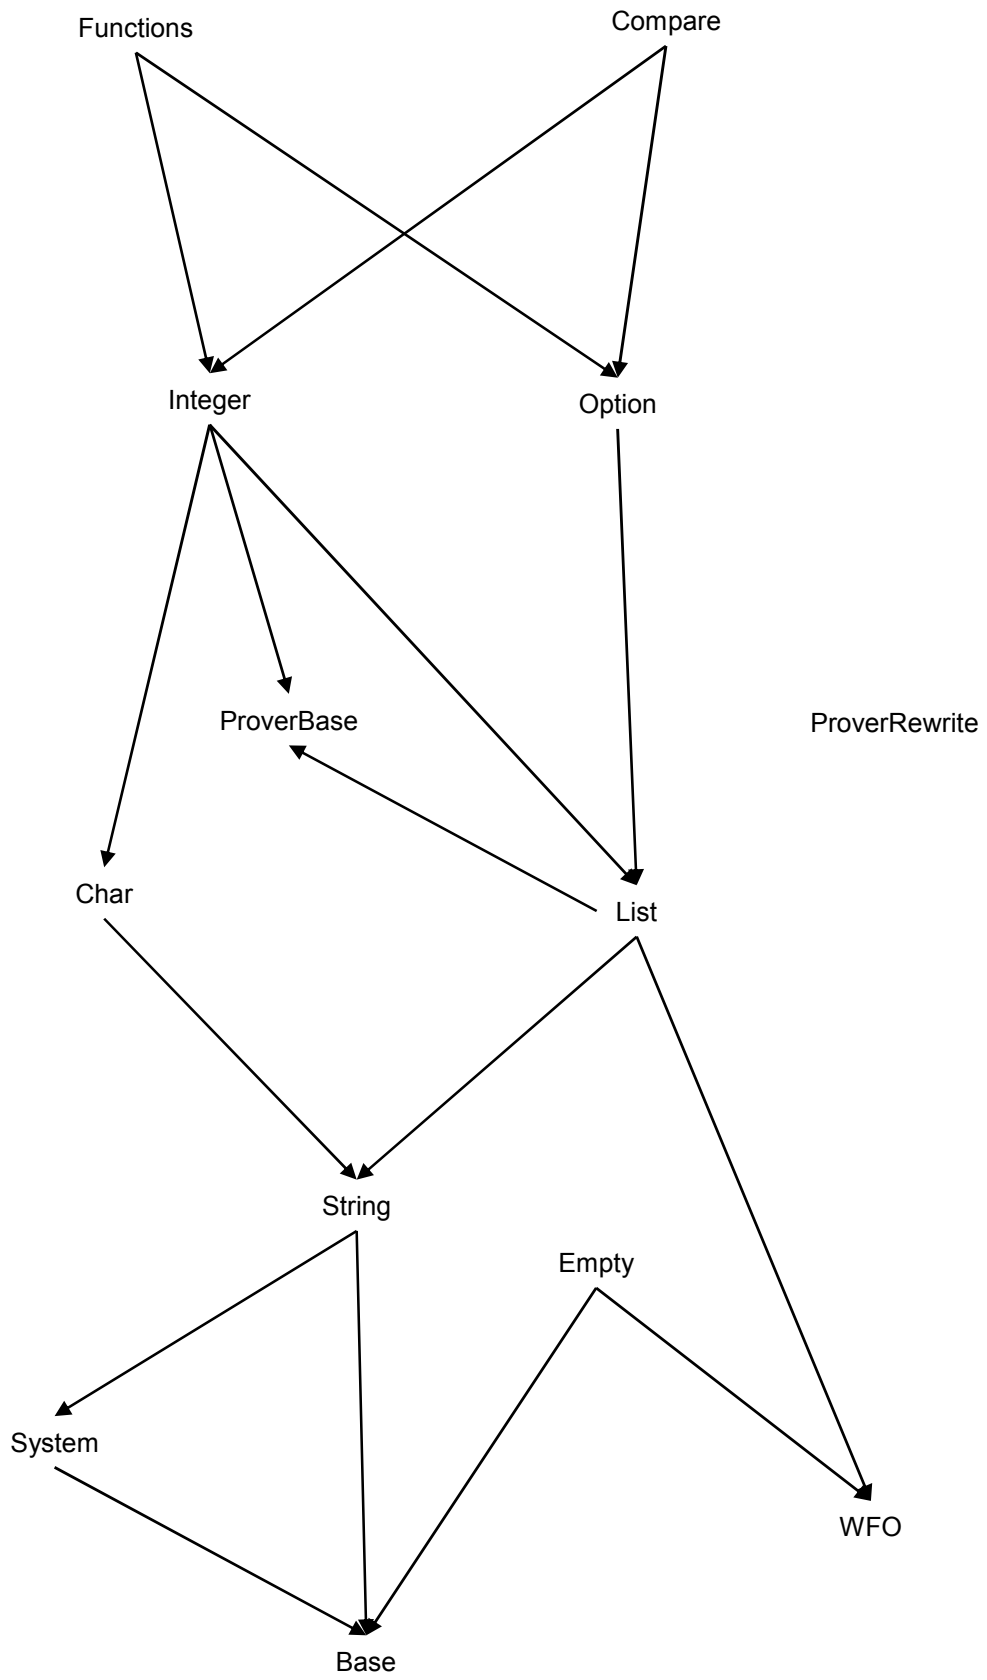 Functions
Compare
Integer
Option
ProverBase
ProverRewrite
Char
List
String
Empty
System
WFO
Base